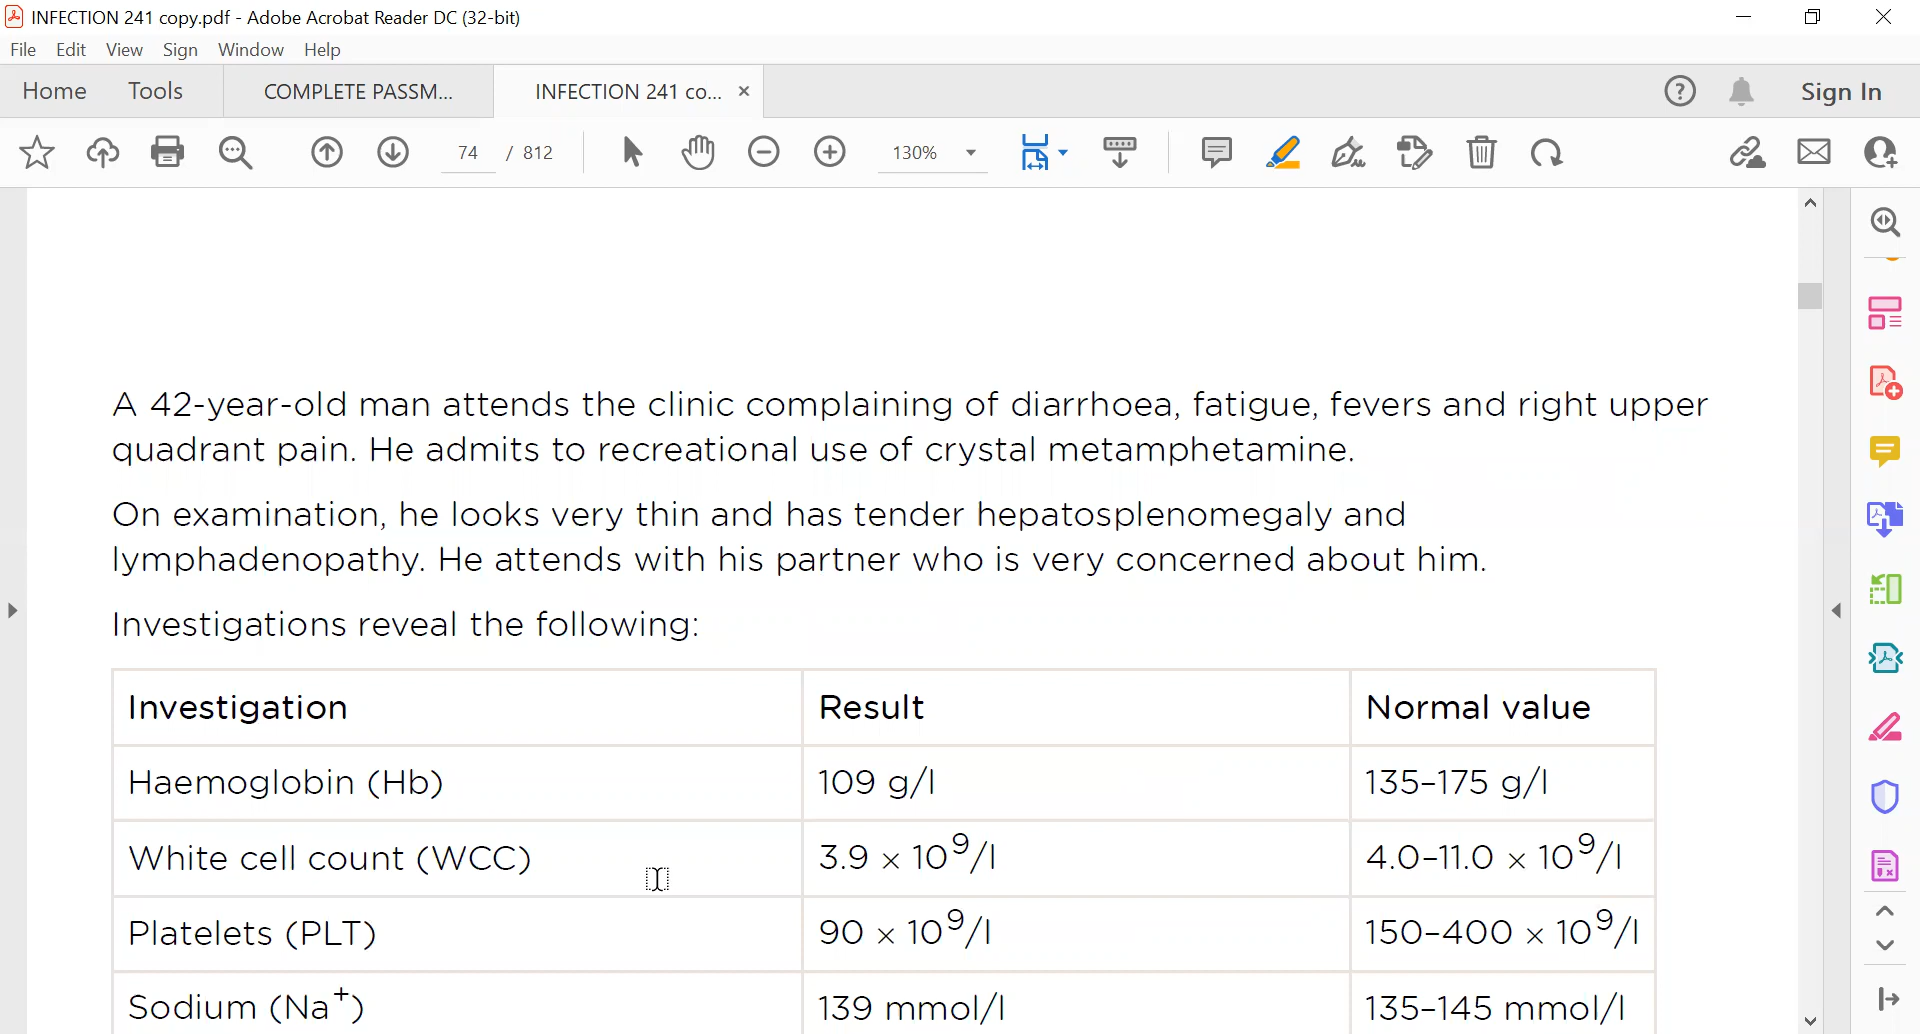 INFECTION 241 copy.pdf - Adobe Acrobat Reader DC (32-bit)
File Edit View Sign Window Help
Home Tools COMPLETE PASSM... INFECTION 241 co... × Sign In
74 / 812 130%
A 42-year-old man attends the clinic complaining of diarrhoea, fatigue, fevers and right upper
quadrant pain. He admits to recreational use of crystal metamphetamine.
On examination, he looks very thin and has tender hepatosplenomegaly and
lymphadenopathy. He attends with his partner who is very concerned about him.
Investigations reveal the following:
Investigation Result Normal value
Haemoglobin (Hb) 109 g/l 135–175 g/l
White cell count (WCC) 3.9 × 10⁹/l 4.0–11.0 × 10⁹/l
Platelets (PLT) 90 × 10⁹/l 150–400 × 10⁹/l
Sodium (Na⁺) 139 mmol/l 135–145 mmol/l